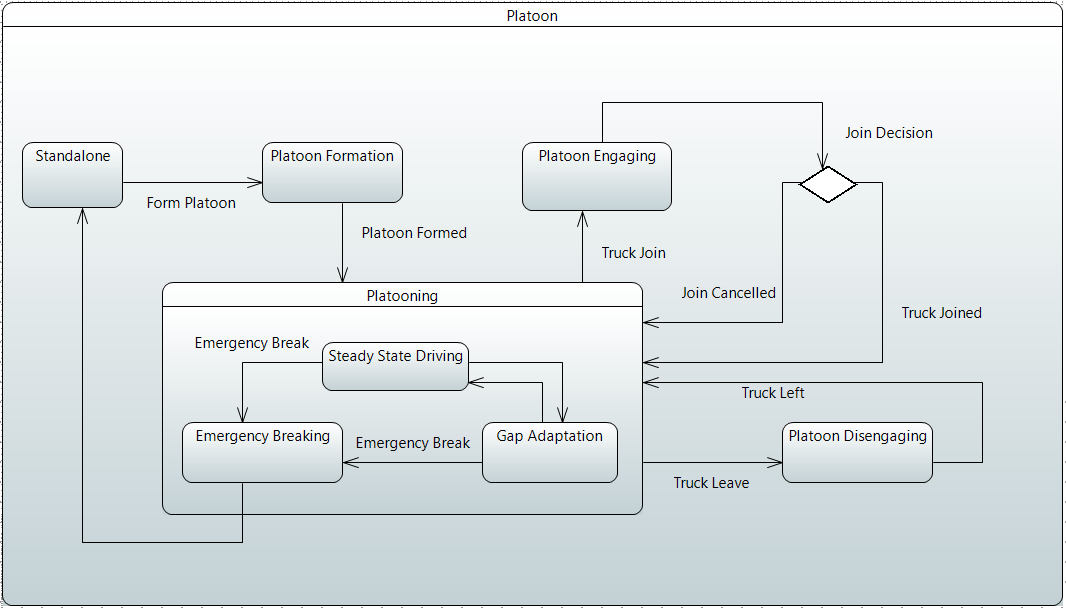 Platoon
Join Decision
Standalone
Platoon Formation
Platoon Engaging
Form Platoon
Platoon Formed
Truck Join
Platooning
Join Cancelled
Truck Joined
Emergency Break
Steady State Driving
Truck Left
Emergency Breaking
Emergency Break
Gap Adaptation
Platoon Disengaging
Truck Leave